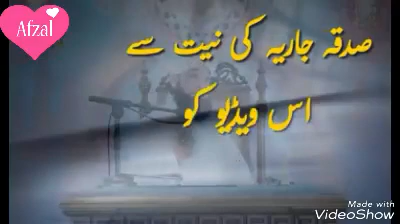 Afzal
صدقہ جاریہ کی نیت سے
اس ویڈیو کو
Made with
VideoShow